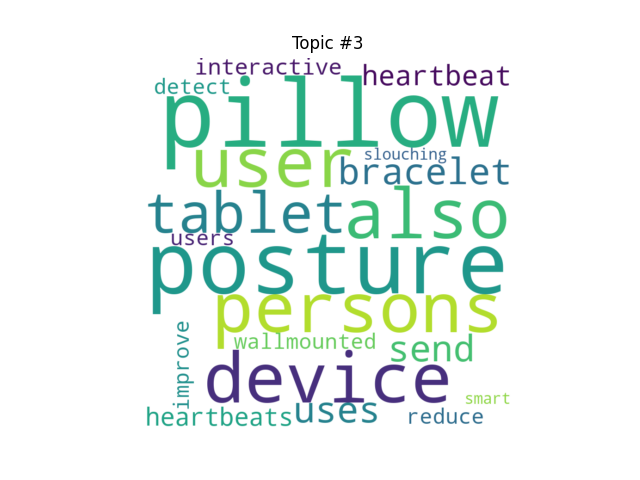 Topic #3
interactive
heartbeat
detect
pillow
user
slouching
bracelet
tablet
also
users
posture
persons
wallmounted
send
improve
device
smart
heartbeats
uses
reduce